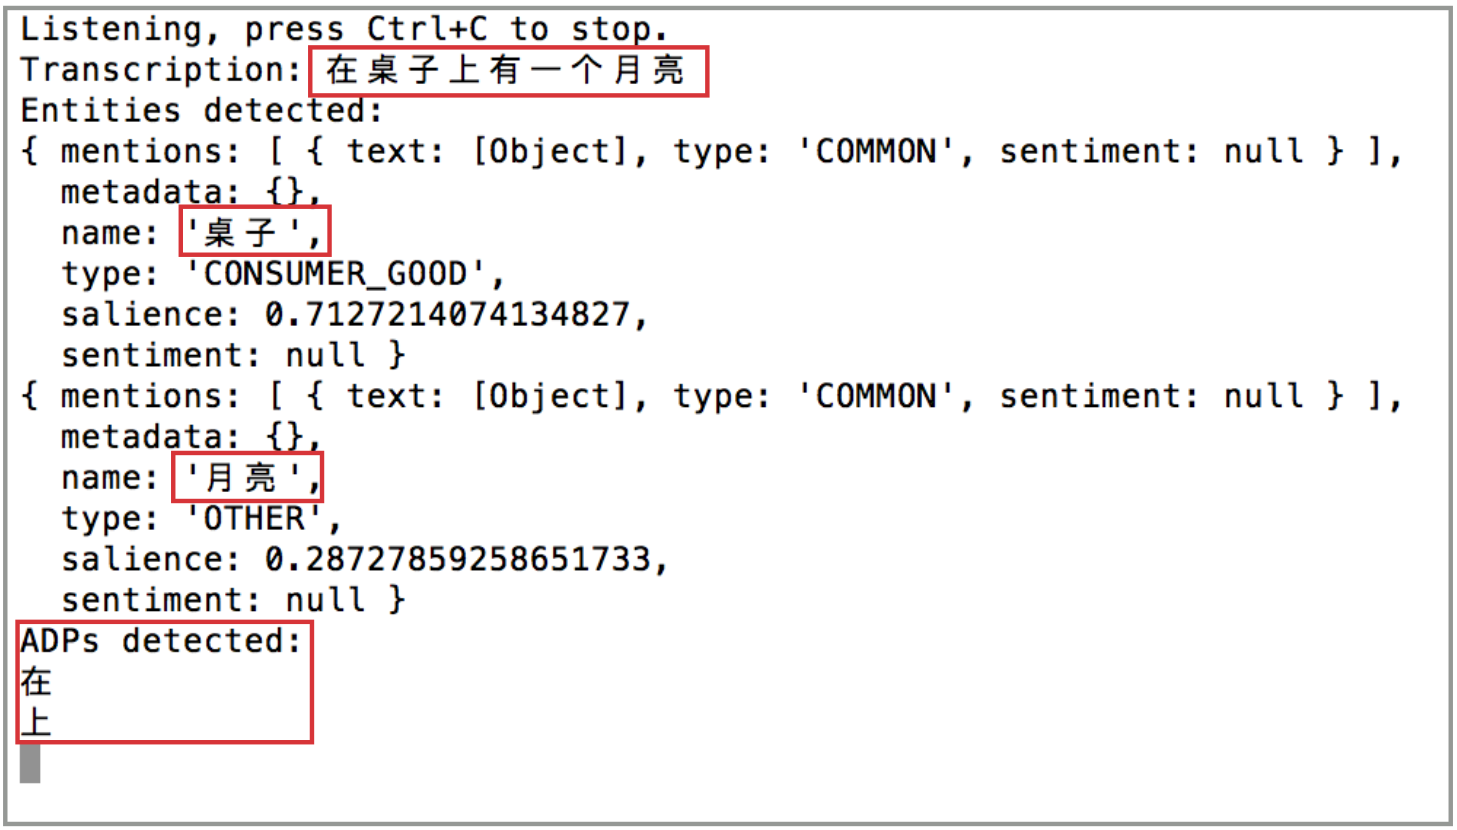 Listening, press Ctrl+C to stop.
Transcription: 在桌子上有一个月亮
Entities detected:
{ mentions: [ { text: [Object], type: 'COMMON', sentiment: null } ],
  metadata: {},
  name: '桌子',
  type: 'CONSUMER_GOOD',
  salience: 0.7127214074134827,
  sentiment: null }
{ mentions: [ { text: [Object], type: 'COMMON', sentiment: null } ],
  metadata: {},
  name: '月亮',
  type: 'OTHER',
  salience: 0.28727859258651733,
  sentiment: null }
ADPs detected:
在
上